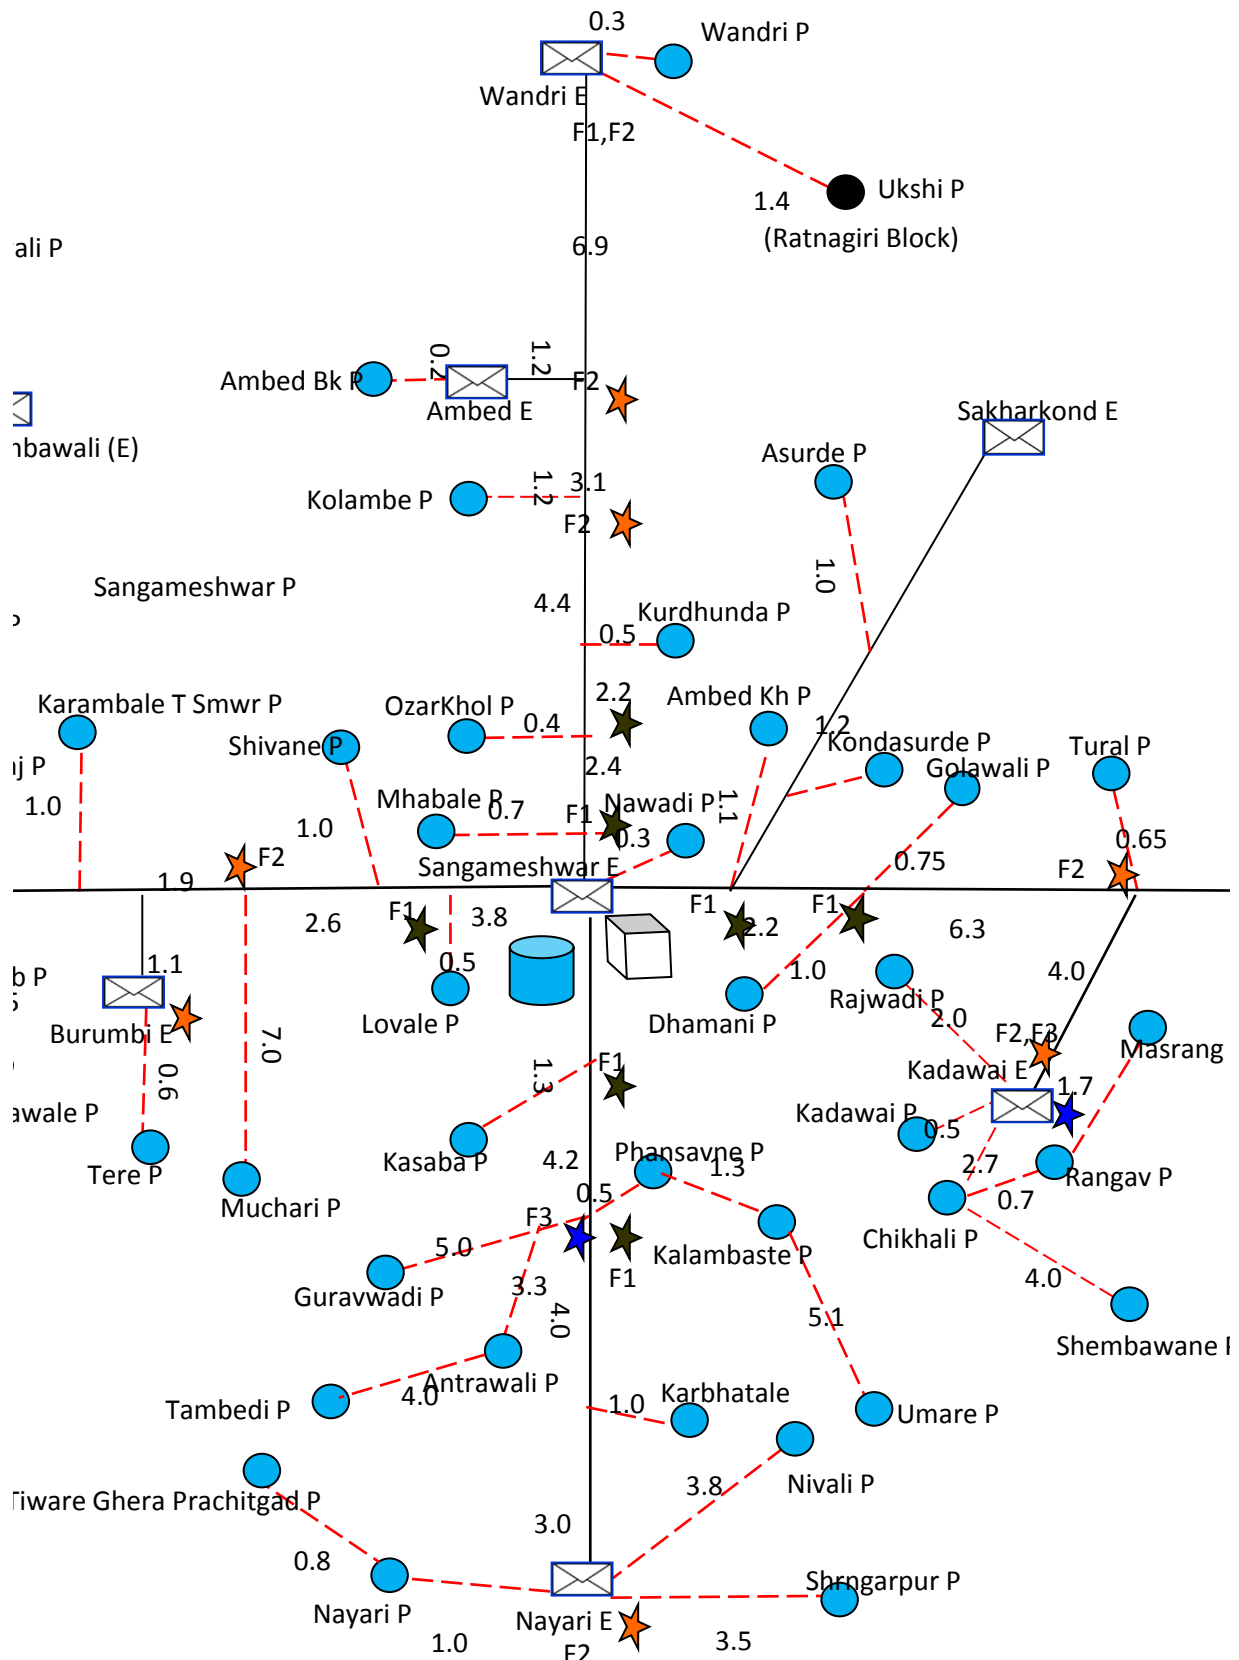 0.3
Wandri P
Wandri E
F1,F2
1.4
Ukshi P
(Ratnagiri Block)
6.9
ali P
0.2
1.2
Ambed Bk P
F2
Ambed E
Sakharkond E
mbawali (E)
Asurde P
3.1
1.2
Kolambe P
F2
1.0
Sangameshwar P
4.4
Kurdhunda P
0.5
2.2
Ambed Kh P
Karambale T Smwr P
OzarKhol P
0.4
1.2
Shivane P
Kondasurde P
Tural P
j P
2.4
Golawali P
1.0
Mhabale P
0.7
F1
Nawadi P
1.1
1.0
0.3
0.65
F2
Sangameshwar E
0.75
F2
1.9
2.6
F1
3.8
F1
2.2
F1
6.3
1.1
0.5
1.0
4.0
b P
Rajwadi P
Burumbi E
Lovale P
Dhamani P
2.0
F2,F3
7.0
Masrang
0.6
1.3
F1
Kadawai E
1.7
awale P
Kadawai P
0.5
Tere P
Kasaba P
4.2
Phansavne P
1.3
2.7
Rangav P
0.5
0.7
Muchari P
F3
Chikhali P
5.0
Kalambaste P
F1
4.0
Guravwadi P
3.3
4.0
5.1
Shembawane
Antrawali P
4.0
Karbhatale
Tambedi P
1.0
Umare P
3.8
Nivali P
Tiware Ghera Prachitgad P
3.0
0.8
Shrngarpur P
Nayari P
Nayari E
1.0
F2
3.5